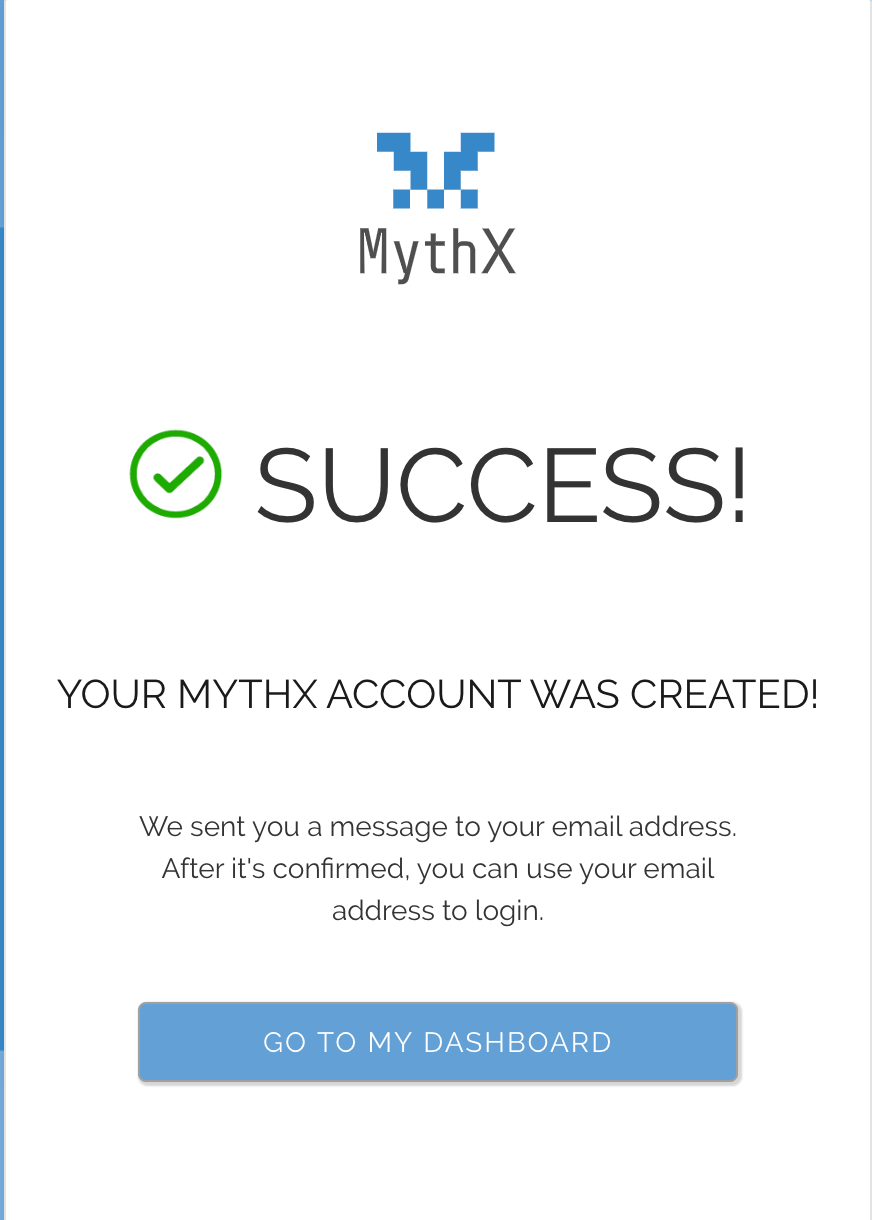 MythX
SUCCESS!
YOUR MYTHX ACCOUNT WAS CREATED!
We sent you a message to your email address.
After it's confirmed, you can use your email
address to login.
GO TO MY DASHBOARD